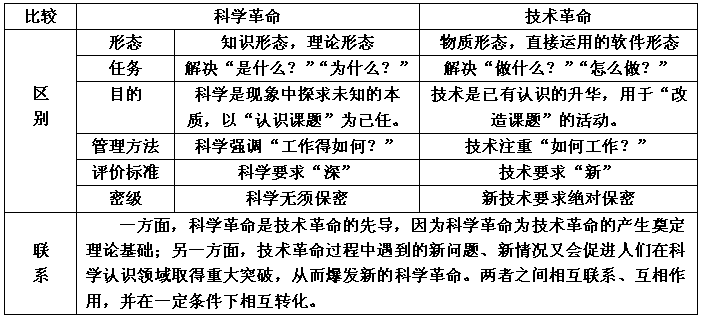 比较 科学革命 技术革命
区别
形态 知识形态，理论形态 物质形态，直接运用的软件形态
任务 解决“是什么？”“为什么？” 解决“做什么？”“怎么做？”
目的 科学是现象中探求未知的本质，以“认识课题”为已任。 技术是已有认识的升华，用于“改造课题”的活动。
管理方法 科学强调“工作得如何？” 技术注重“如何工作？”
评价标准 科学要求“深” 技术要求“新”
密级 科学无须保密 新技术要求绝对保密
联系
一方面，科学革命是技术革命的先导，因为科学革命为技术革命的产生奠定
理论基础；另一方面，技术革命过程中遇到的新问题、新情况又会促进人们在科
学认识领域取得重大突破，从而爆发新的科学革命。两者之间相互联系、互相作
用，并在一定条件下相互转化。